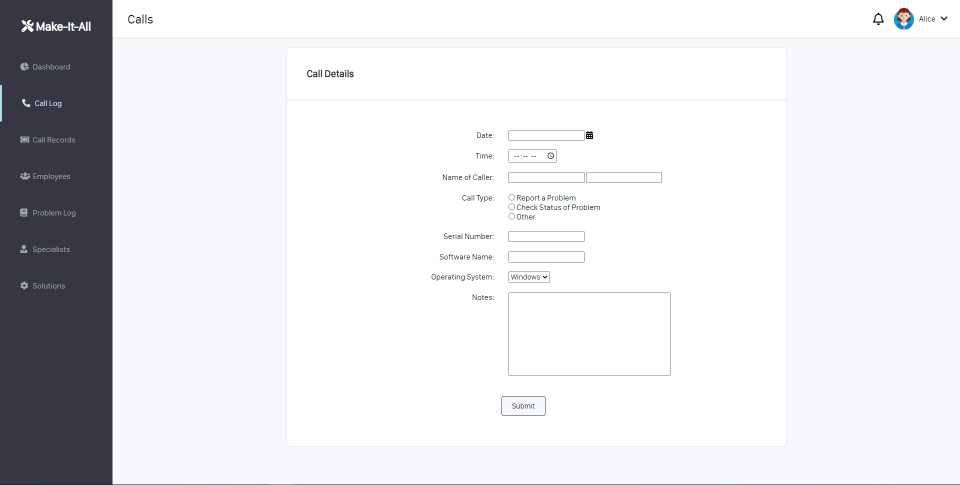 Make-It-All
Calls
Alice
Dashboard
Call Log
Call Records
Employees
Problem Log
Specialists
Solutions
Call Details
Date:
Time: --:-- --
Name of Caller:
Call Type: Report a Problem
Check Status of Problem
Other
Serial Number:
Software Name:
Operating System: Windows
Notes:
Submit